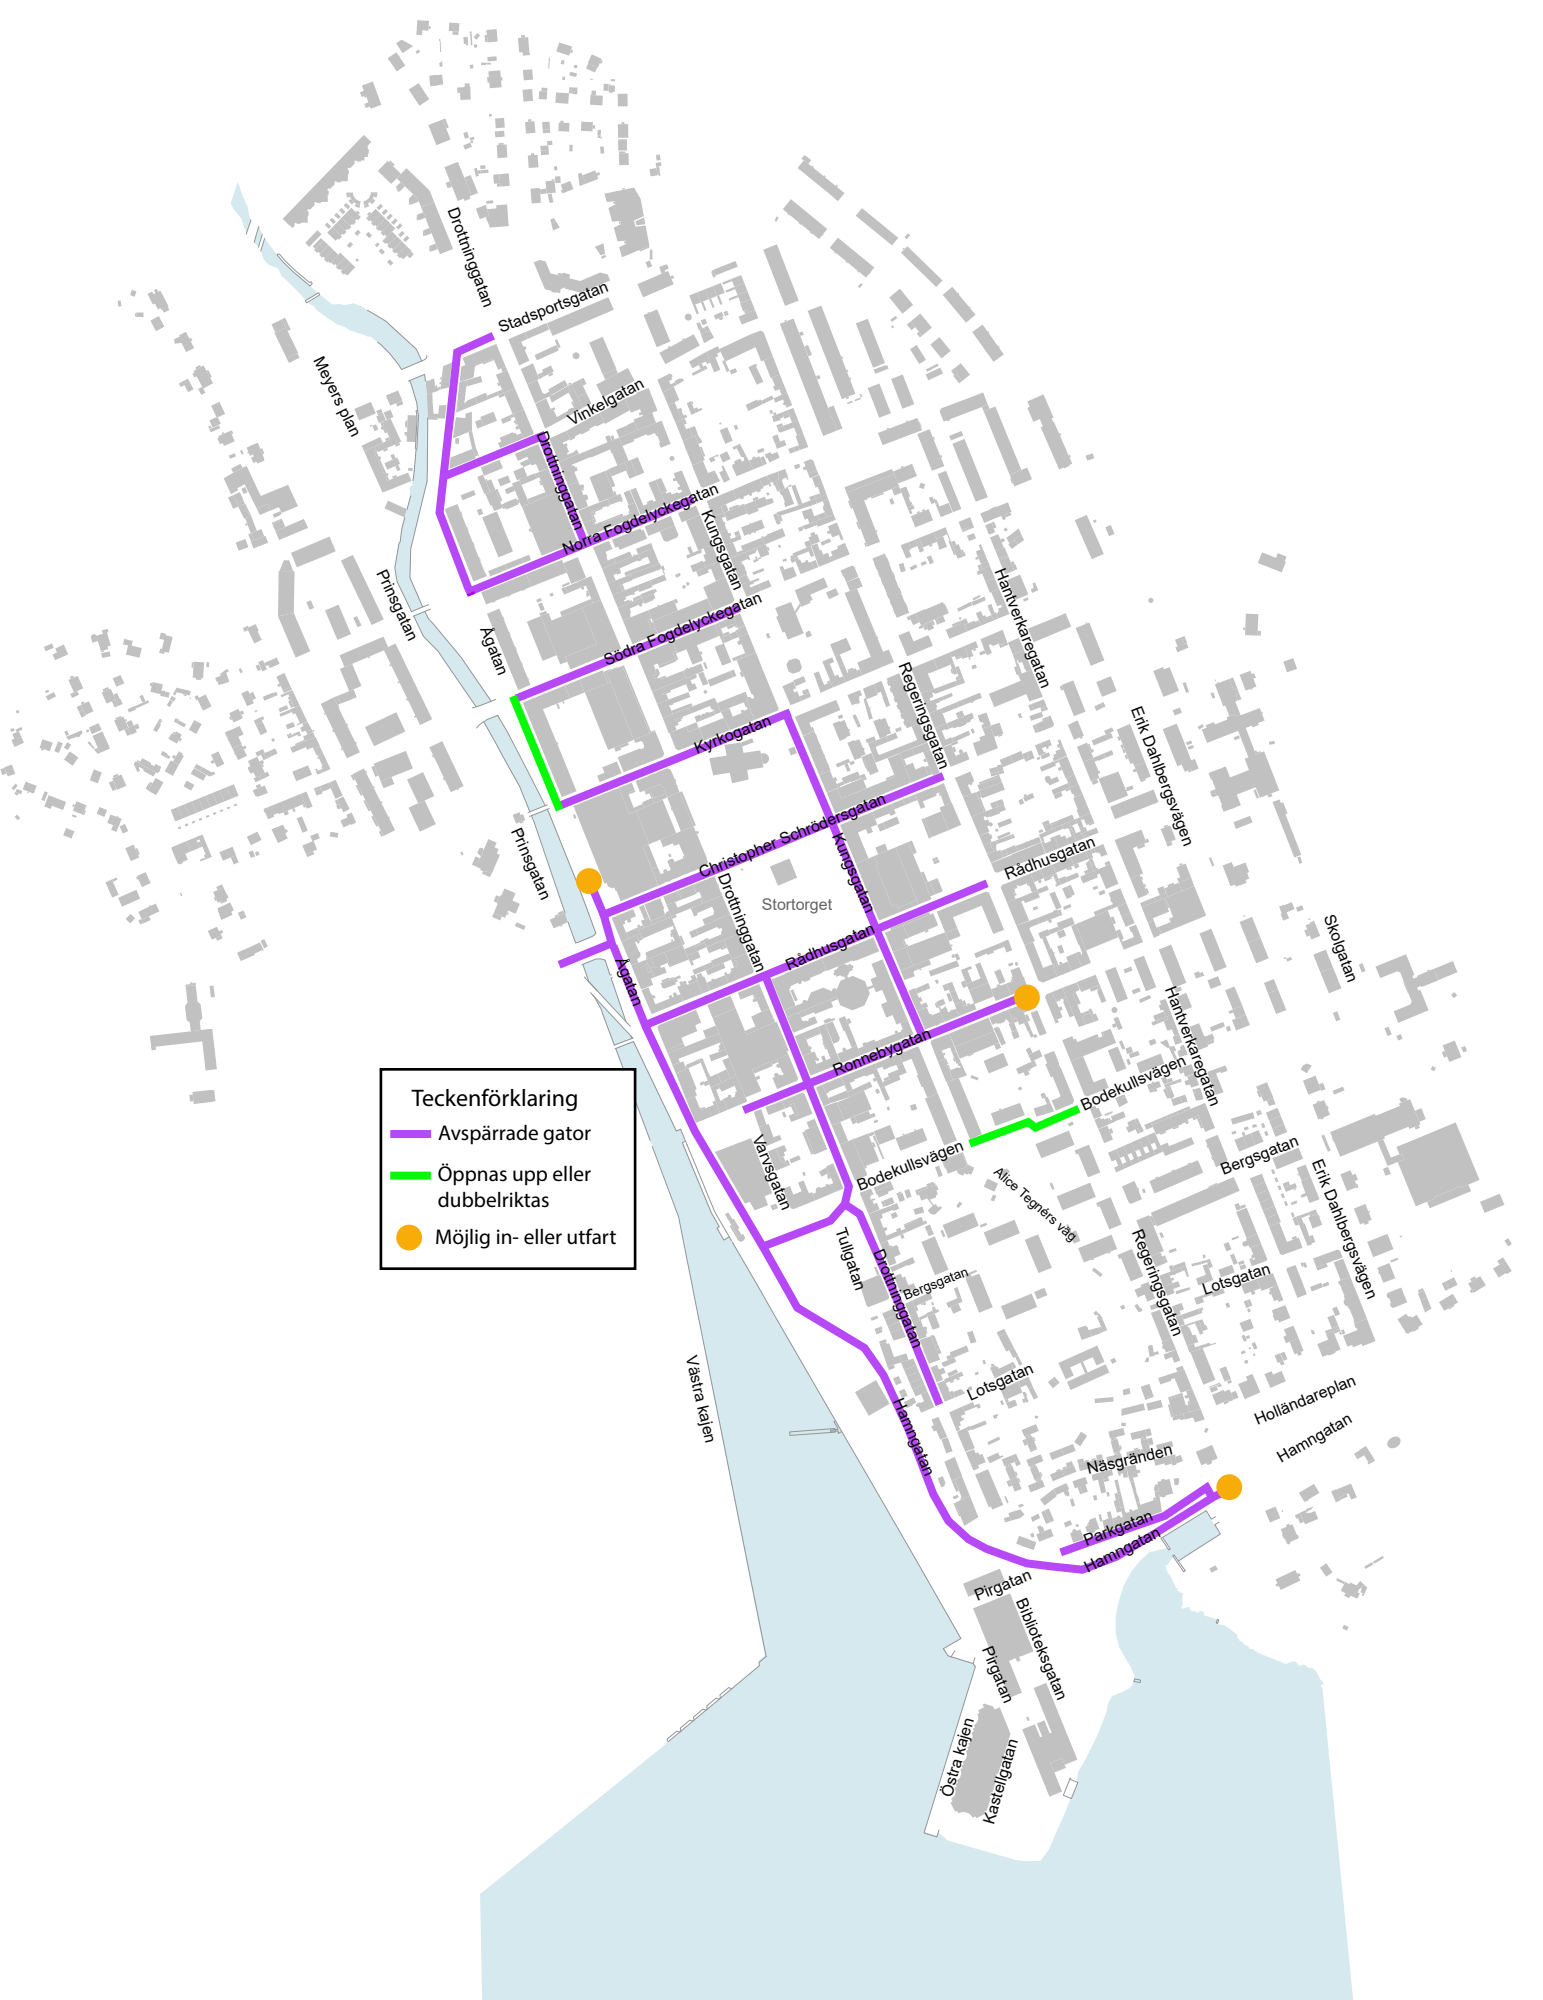 Drottninggatan
Stadsportsgatan
Meyers plan
Vinkelgatan
Drottninggatan
Norra Fogdelyckegatan
Kungsgatan
Prinsgatan
Hantverkaregatan
Ågatan
Södra Fogdelyckegatan
Regeringsgatan
Erik Dahlbergsvägen
Kyrkogatan
Christopher Schrödersgatan
Prinsgatan
Kungsgatan
Rådhusgatan
Drottninggatan
Stortorget
Rådhusgatan
Skolgatan
Ågatan
Hantverkaregatan
Ronnebygatan
Bodekullsvägen
Teckenförklaring
Avspärrade gator
Öppnas upp eller
dubbelriktas
Möjlig in- eller utfart
Varvsgatan
Bodekullsvägen
Alice Tegnérs väg
Bergsgatan
Erik Dahlbergsvägen
Tullgatan
Drottninggatan
Bergsgatan
Regeringsgatan
Lotsgatan
Västra kajen
Lotsgatan
Holländareplan
Hamngatan
Hamngatan
Näsgränden
Parkgatan
Hamngatan
Pirgatan
Biblioteksgatan
Pirgatan
Östra kajen
Kastellgatan